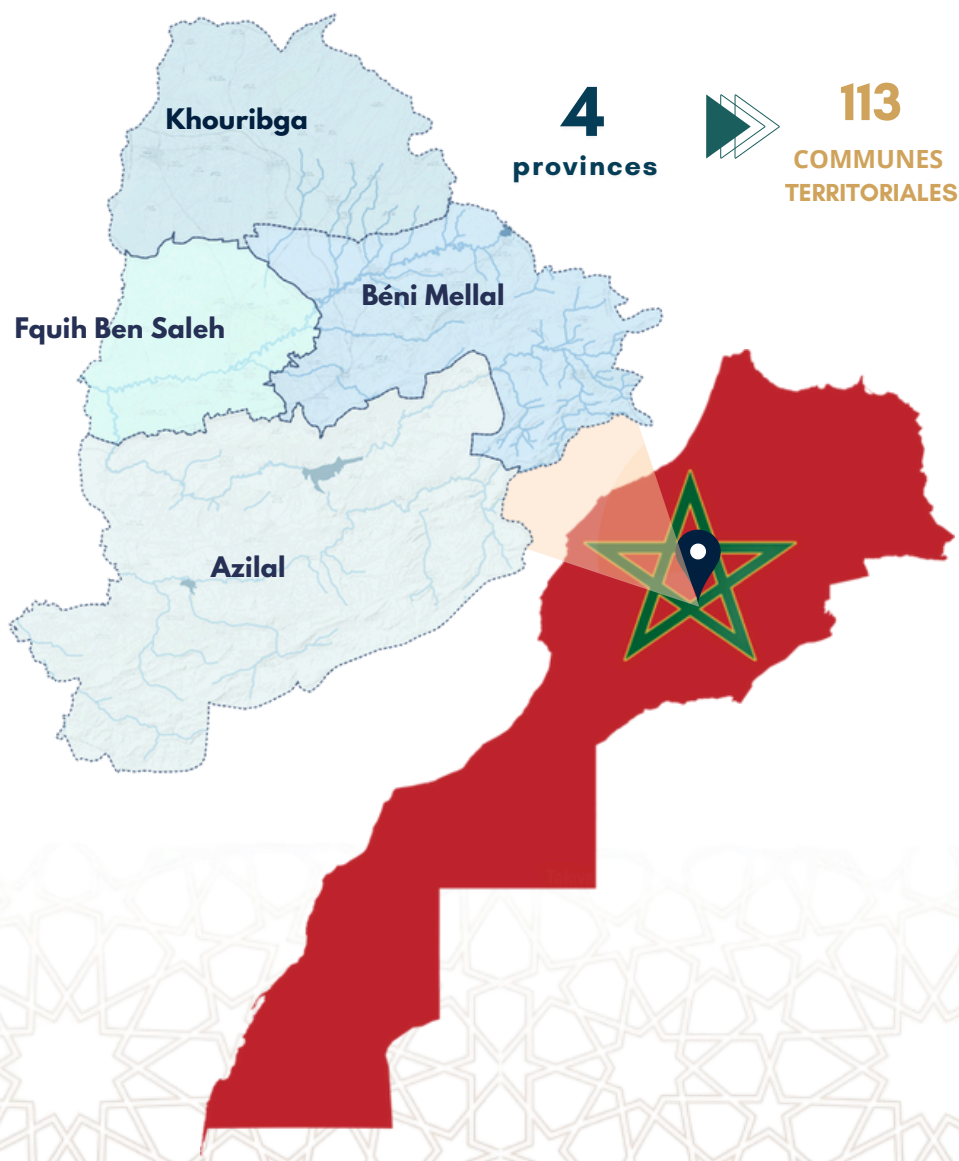 Khouribga
4
provinces
113
COMMUNES
TERRITORIALES
Béni Mellal
Fquih Ben Saleh
Azilal